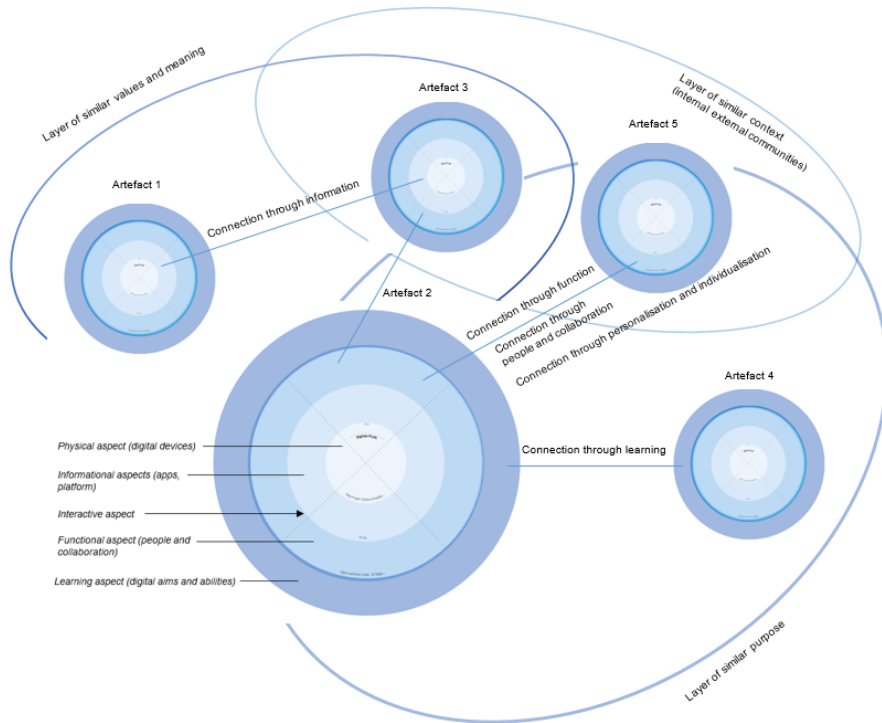 Layer of similar values and meaning
Artefact 3
Layer of similar context
(internal external communities)
Artefact 5
Artefact 1
Connection through information
Artefact 2
Connection through function
Connection through
people and collaboration
Connection through personalisation and individualisation
Artefact 4
Connection through learning
Physical aspect (digital devices)
Informational aspects (apps,
platform)
Interactive aspect
Functional aspect (people and
collaboration)
Learning aspect (digital aims and abilities)
Layer of similar purpose